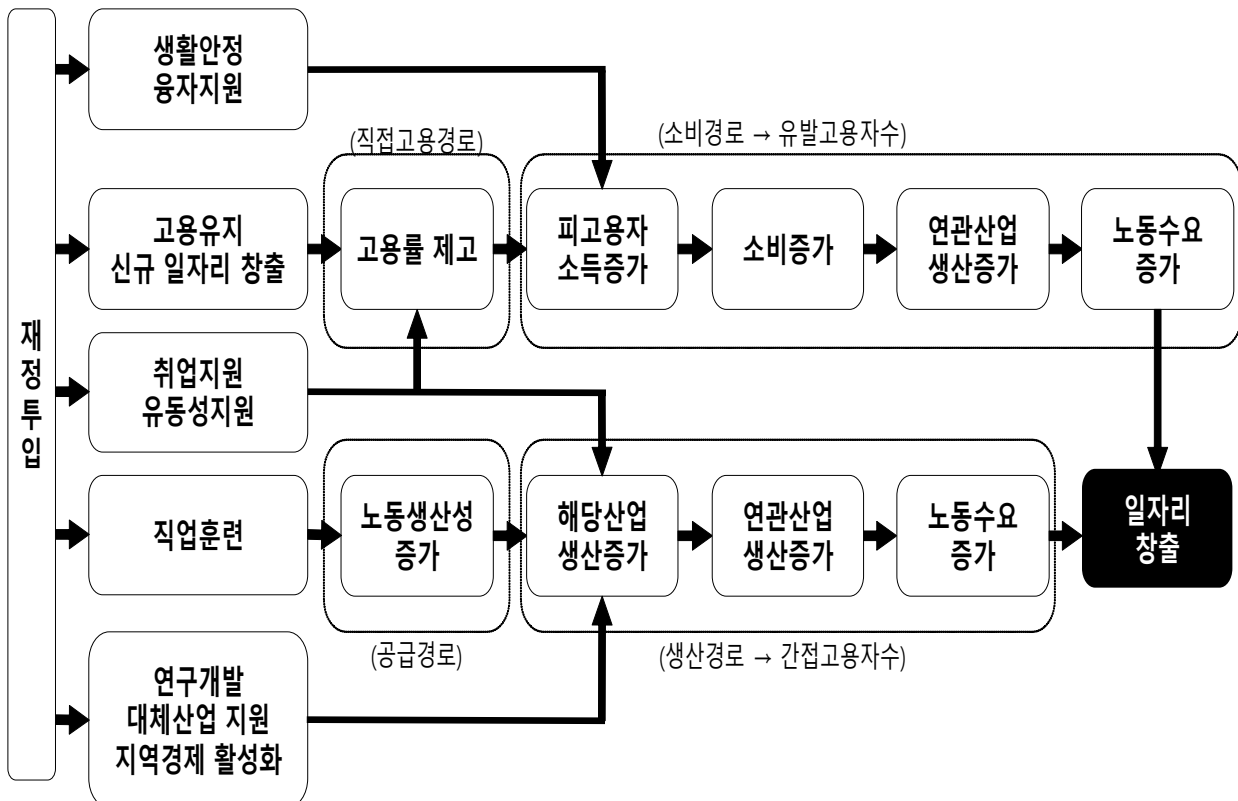 재
정
투
입
생활안정
융자지원
(직접고용경로)
(소비경로 → 유발고용자수)
고용유지
신규 일자리 창출
고용률 제고
피고용자
소득증가
소비증가
연관산업
생산증가
노동수요
증가
취업지원
유동성지원
직업훈련
노동생산성
증가
해당산업
생산증가
연관산업
생산증가
노동수요
증가
일자리
창출
(공급경로)
(생산경로 → 간접고용자수)
연구개발
대체산업 지원
지역경제 활성화